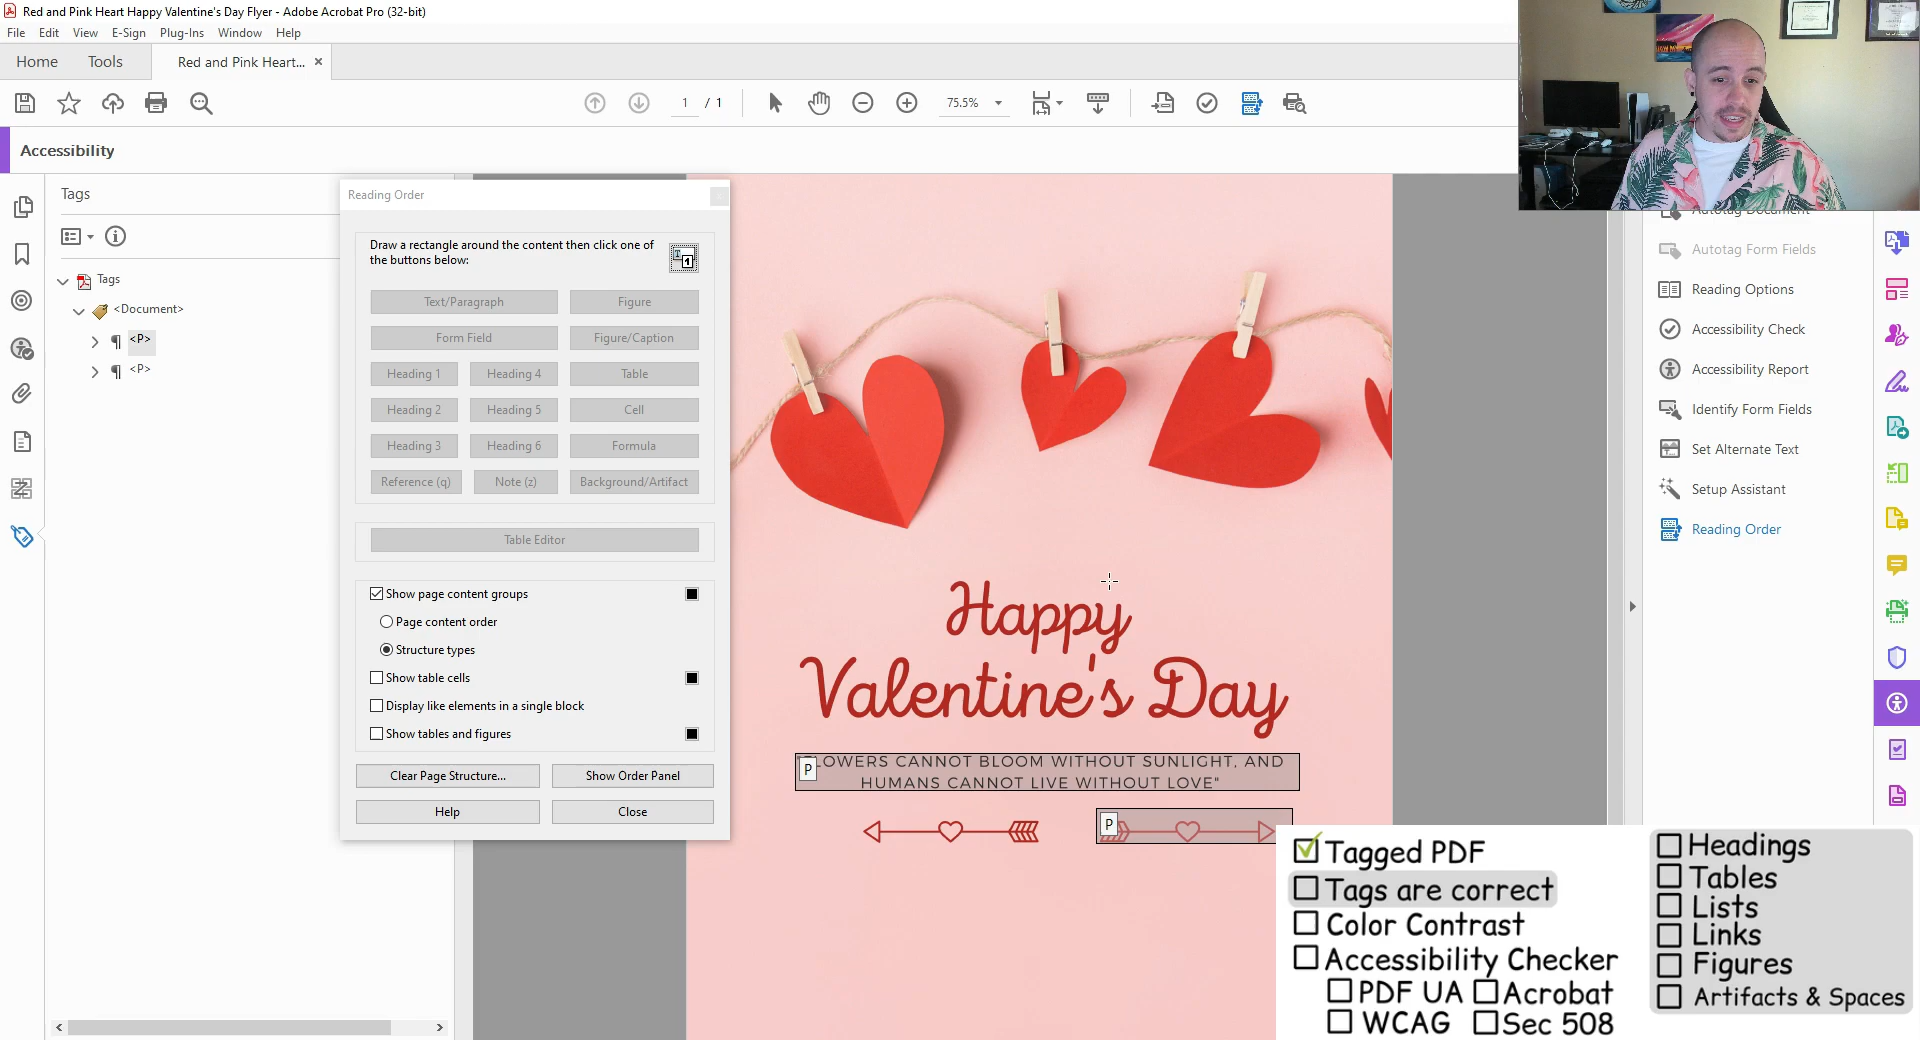 Red and Pink Heart Happy Valentine's Day Flyer - Adobe Acrobat Pro (32-bit)
File Edit View E-Sign Plug-Ins Window Help
Home Tools Red and Pink Heart... ×
1 / 1 75.5%
Accessibility
Tags
Tags
<Document>
<P>
<P>
Reading Order
Draw a rectangle around the content then click one of
the buttons below:
Text/Paragraph Figure
Form Field Figure/Caption
Heading 1 Heading 4 Table
Heading 2 Heading 5 Cell
Heading 3 Heading 6 Formula
Reference (q) Note (z) Background/Artifact
Table Editor
Show page content groups
Page content order
Structure types
Show table cells
Display like elements in a single block
Show tables and figures
Clear Page Structure... Show Order Panel
Help Close
Happy
Valentine's Day
P LOWERS CANNOT BLOOM WITHOUT SUNLIGHT, AND
HUMANS CANNOT LIVE WITHOUT LOVE"
P
Autotag Document
Autotag Form Fields
Reading Options
Accessibility Check
Accessibility Report
Identify Form Fields
Set Alternate Text
Setup Assistant
Reading Order
Tagged PDF
Tags are correct
Color Contrast
Accessibility Checker
PDF UA Acrobat
WCAG Sec 508
Headings
Tables
Lists
Links
Figures
Artifacts & Spaces